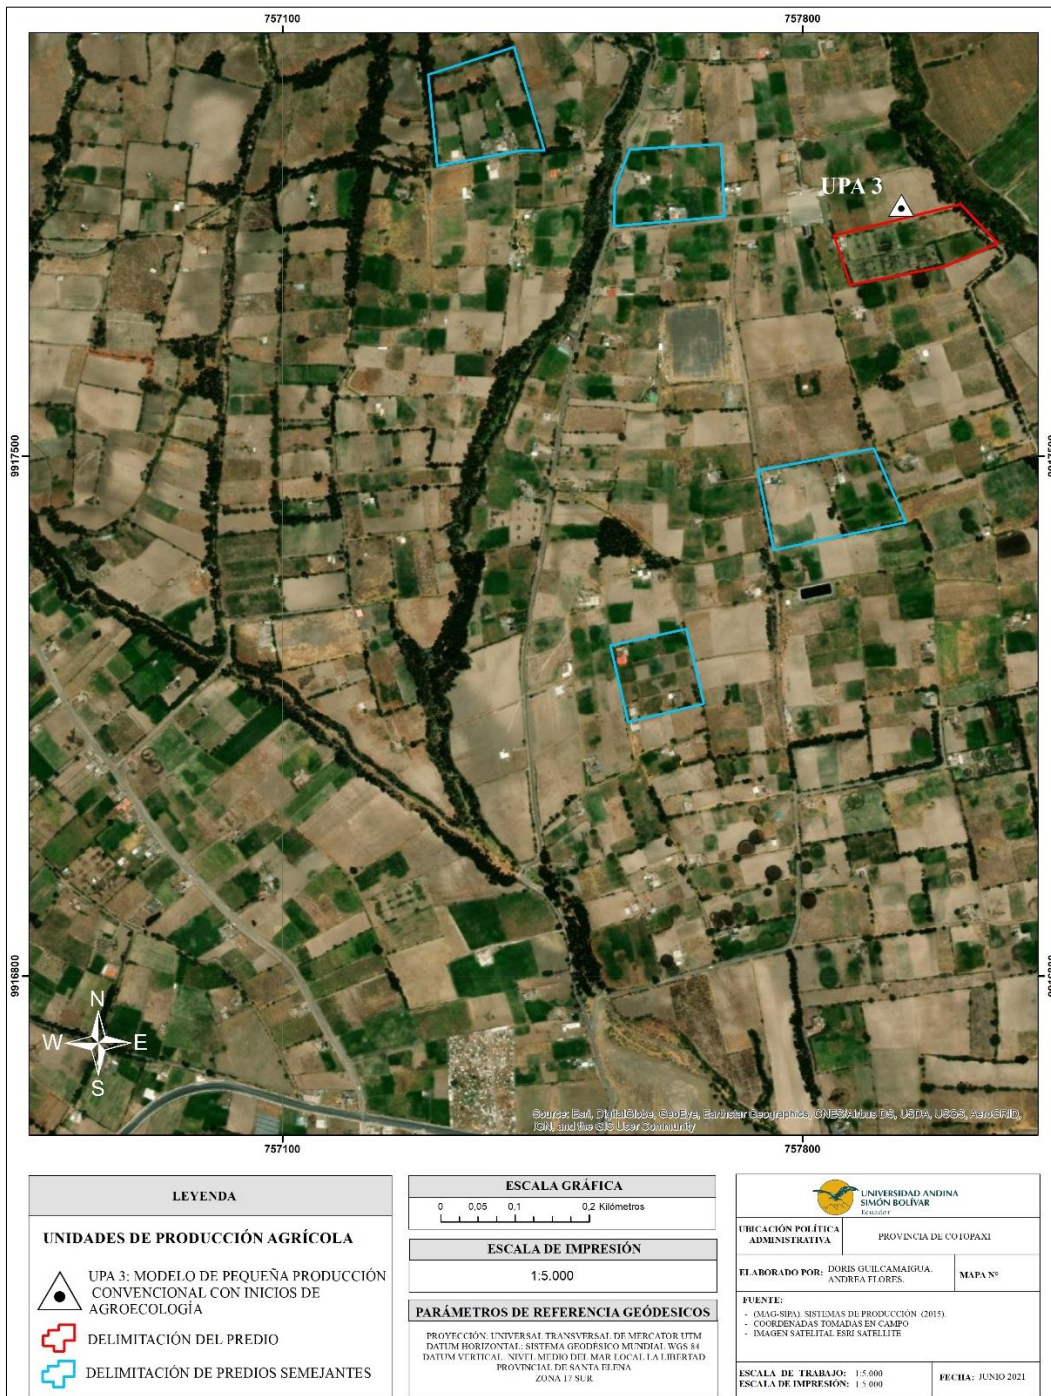 757100
757800
UPA 3
9917500
9917500
9916800
9916800
N
W
E
S
Source: Esri, DigitalGlobe, GeoEye, Earthstar Geographics, CNES/Airbus DS, USDA, USGS, AeroGRID,
IGN, and the GIS User Community
757100
757800
LEYENDA
UNIDADES DE PRODUCCIÓN AGRÍCOLA
UPA 3: MODELO DE PEQUEÑA PRODUCCIÓN
CONVENCIONAL CON INICIOS DE
AGROECOLOGÍA
DELIMITACIÓN DEL PREDIO
DELIMITACIÓN DE PREDIOS SEMEJANTES
ESCALA GRÁFICA
0 0,05 0,1 0,2 Kilómetros
ESCALA DE IMPRESIÓN
1:5.000
PARÁMETROS DE REFERENCIA GEÓDESICOS
PROYECCIÓN: UNIVERSAL TRANSVERSAL DE MERCATOR UTM
DATUM HORIZONTAL: SISTEMA GEODESICO MUNDIAL WGS 84
DATUM VERTICAL: NIVEL MEDIO DEL MAR LOCAL LA LIBERTAD
PROVINCIAL DE SANTA ELENA
ZONA 17 SUR
UNIVERSIDAD ANDINA
SIMÓN BOLÍVAR
Ecuador
UBICACIÓN POLÍTICA
ADMINISTRATIVA
PROVINCIA DE COTOPAXI
ELABORADO POR: DORIS GUILCAMAIGUA.
ANDREA FLORES.
MAPA Nº
FUENTE:
- (MAG-SIPA). SISTEMAS DE PRODUCCIÓN (2015).
- COORDENADAS TOMADAS EN CAMPO
- IMAGEN SATELITAL ESRI SATELLITE
ESCALA DE TRABAJO: 1:5.000
ESCALA DE IMPRESIÓN: 1:5.000
FECHA: JUNIO 2021